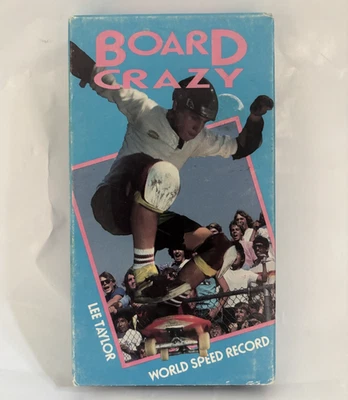 BOARD
CRAZY
LEE TAYLOR
WORLD SPEED RECORD